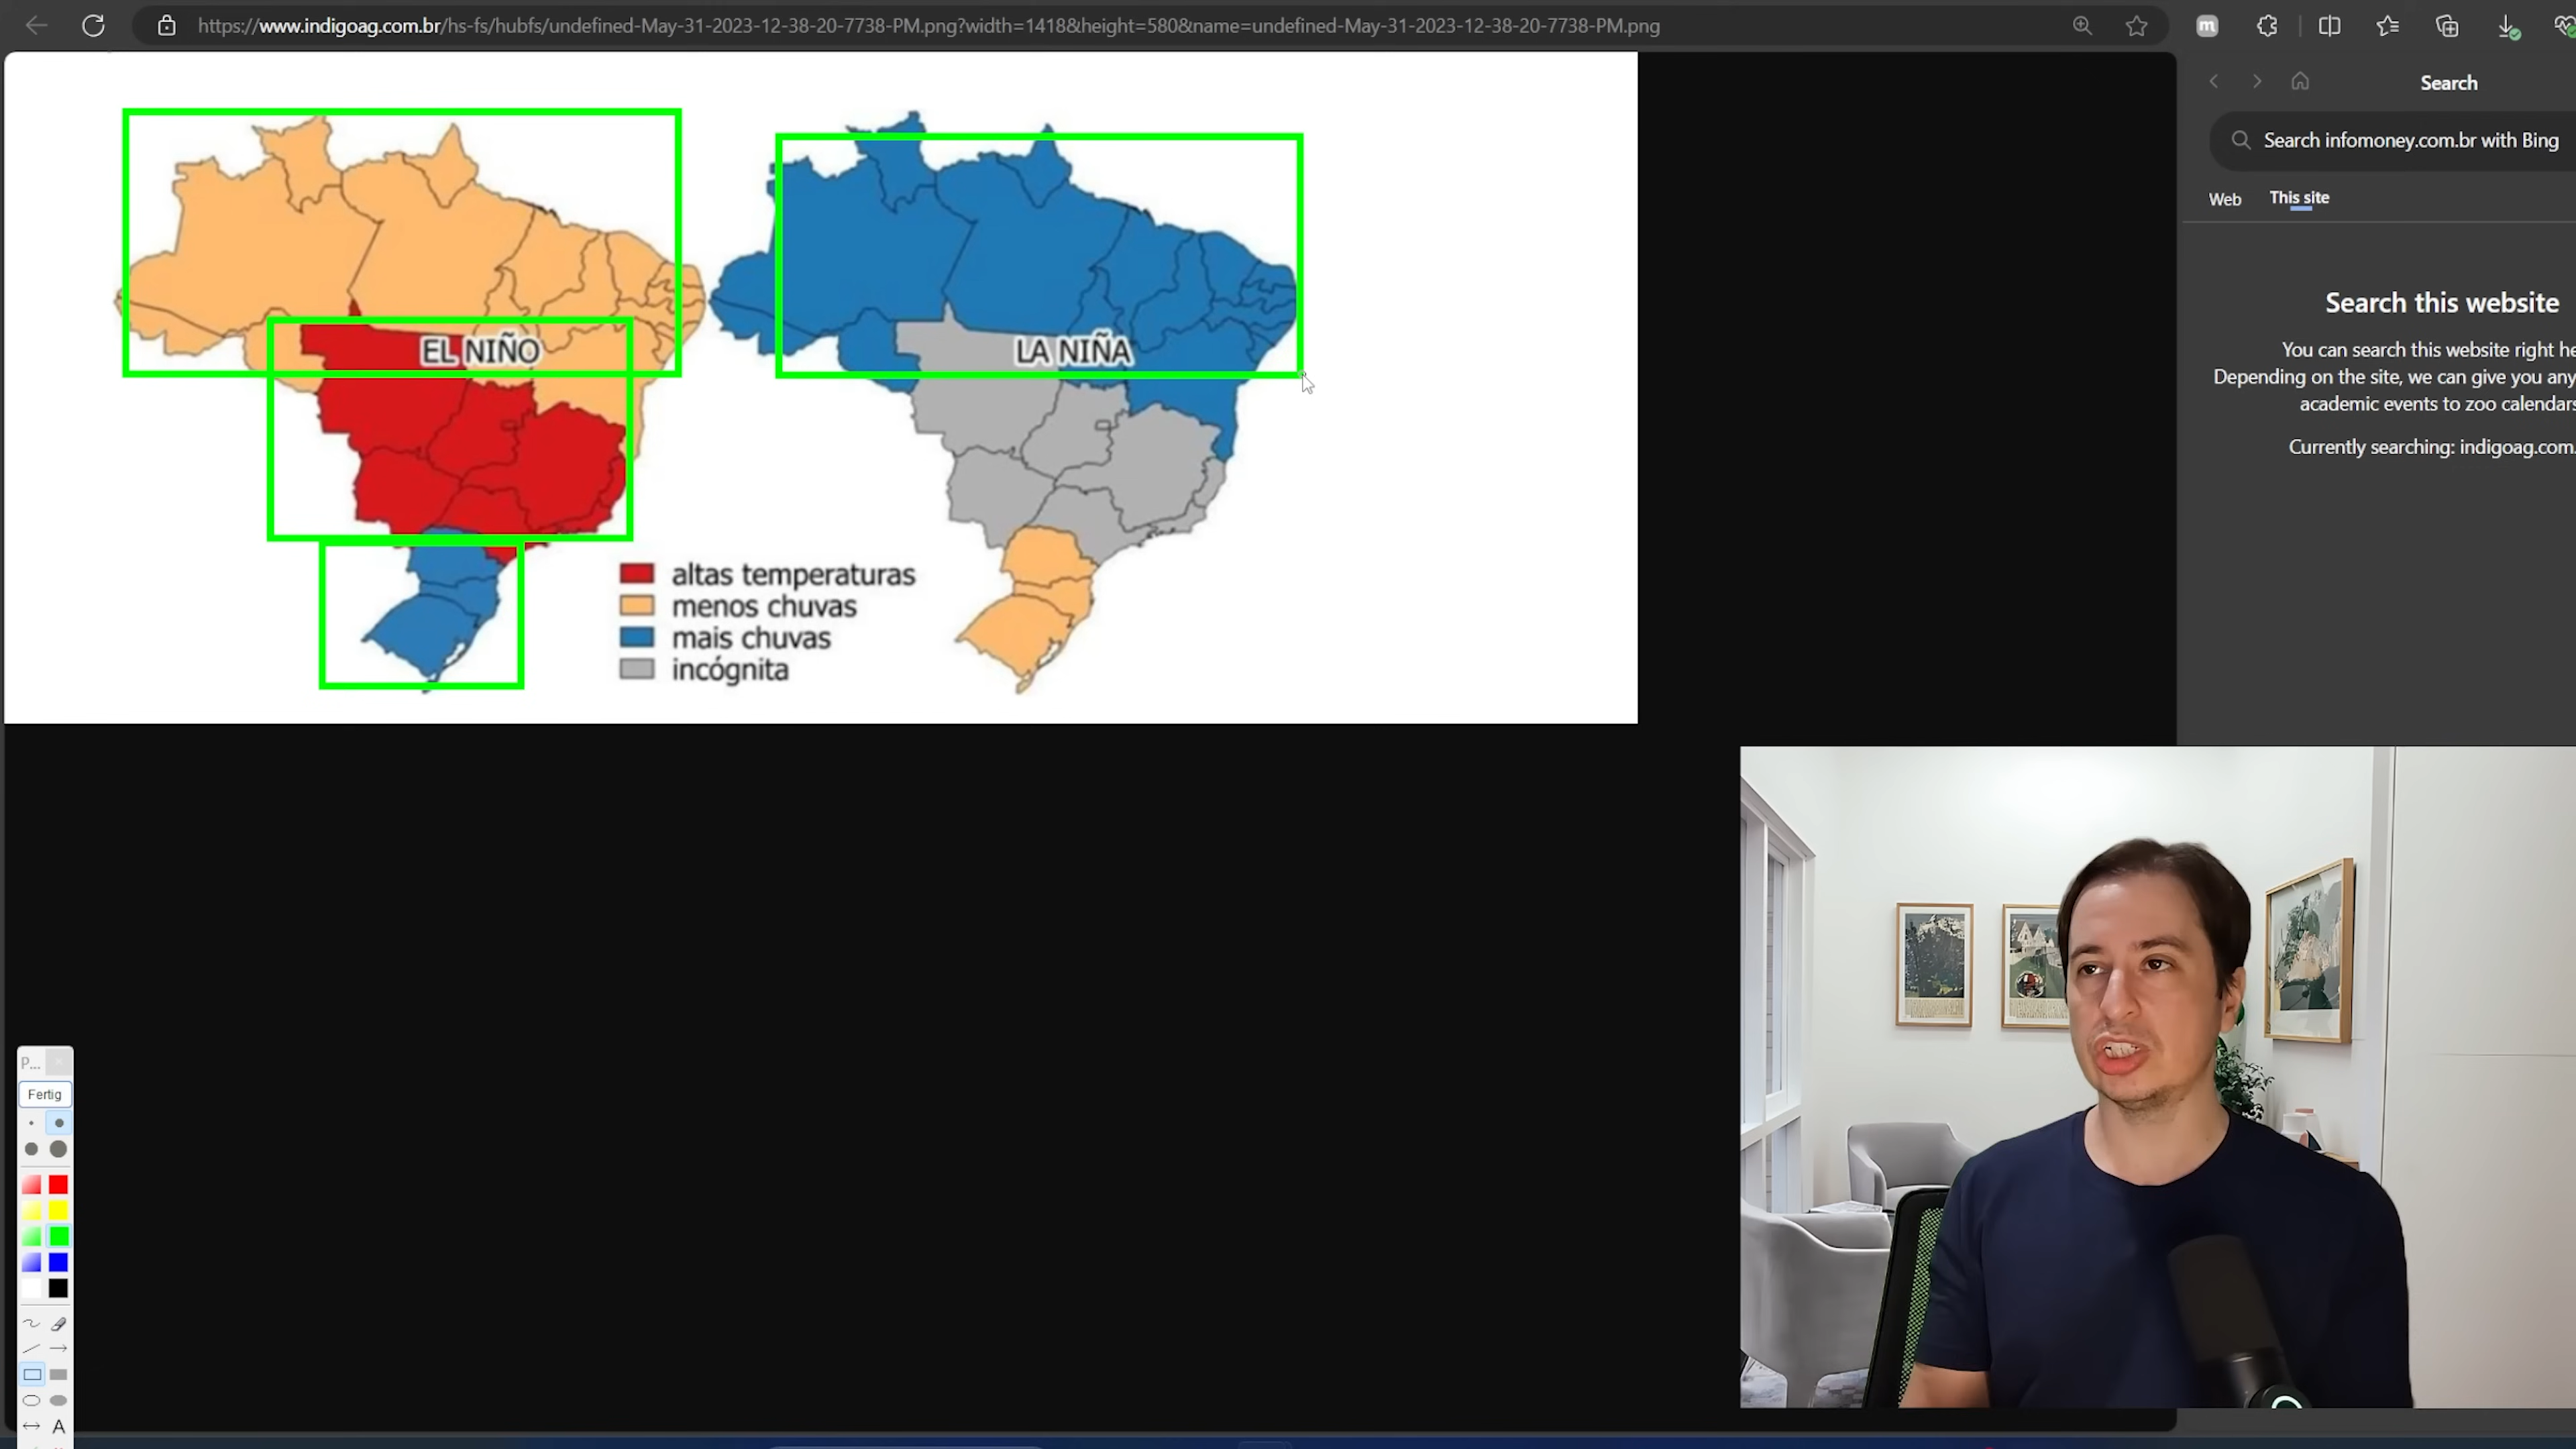 https://www.indigoag.com.br/hs-fs/hubfs/undefined-May-31-2023-12-38-20-7738-PM.png?width=1418&height=580&name=undefined-May-31-2023-12-38-20-7738-PM.png
m
Search
Search infomoney.com.br with Bing
Web
This site
Search this website
You can search this website right he
Depending on the site, we can give you any
academic events to zoo calendars
Currently searching: indigoag.com.
EL NIÑO
LA NIÑA
altas temperaturas
menos chuvas
mais chuvas
incógnita
P...
Fertig
A